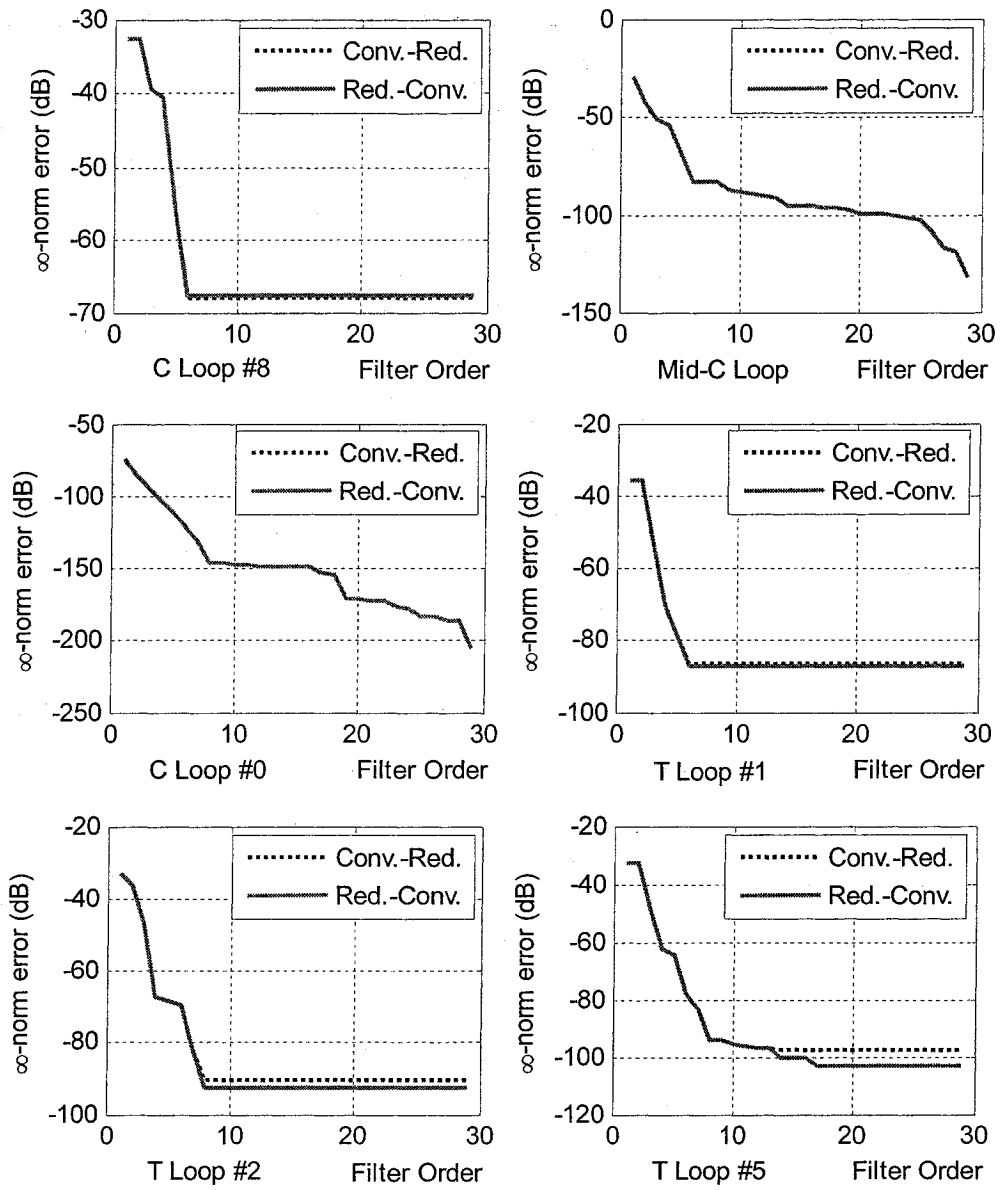 ∞-norm error (dB)
-30
-40
-50
-60
-70
Conv.-Red.
Red.-Conv.
0 10 20 30
C Loop #8 Filter Order
∞-norm error (dB)
0
-50
-100
-150
Conv.-Red.
Red.-Conv.
0 10 20 30
Mid-C Loop Filter Order
∞-norm error (dB)
-50
-100
-150
-200
-250
Conv.-Red.
Red.-Conv.
0 10 20 30
C Loop #0 Filter Order
∞-norm error (dB)
-20
-40
-60
-80
-100
Conv.-Red.
Red.-Conv.
0 10 20 30
T Loop #1 Filter Order
∞-norm error (dB)
-20
-40
-60
-80
-100
Conv.-Red.
Red.-Conv.
0 10 20 30
T Loop #2 Filter Order
∞-norm error (dB)
-20
-40
-60
-80
-100
-120
Conv.-Red.
Red.-Conv.
0 10 20 30
T Loop #5 Filter Order